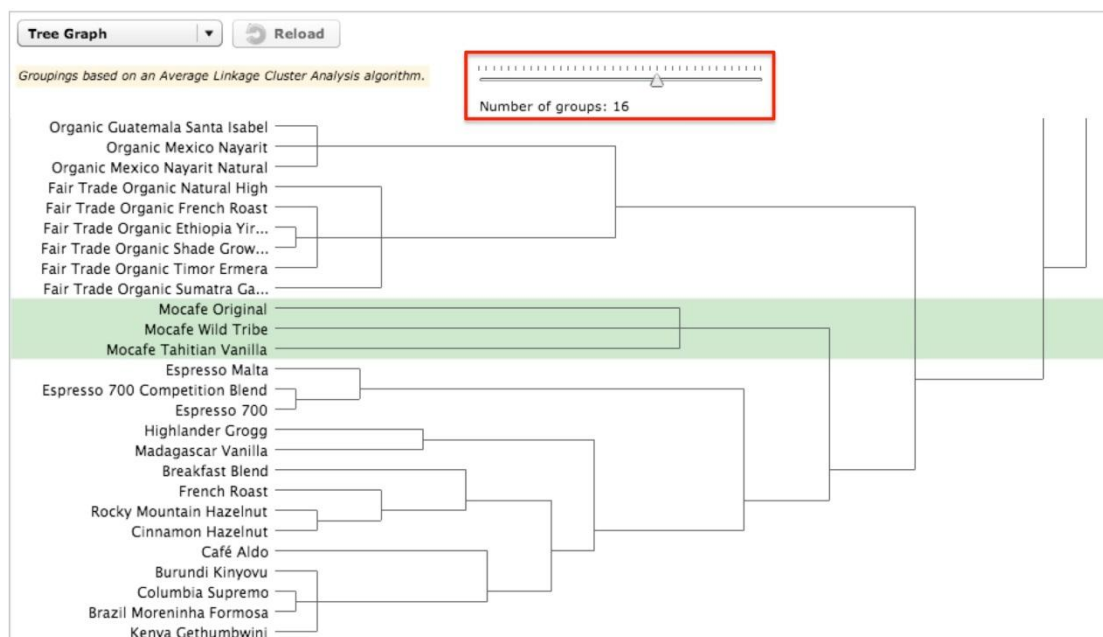 Tree Graph
Reload
Groupings based on an Average Linkage Cluster Analysis algorithm.
Number of groups: 16
Organic Guatemala Santa Isabel
Organic Mexico Nayarit
Organic Mexico Nayarit Natural
Fair Trade Organic Natural High
Fair Trade Organic French Roast
Fair Trade Organic Ethiopia Yir...
Fair Trade Organic Shade Grow...
Fair Trade Organic Timor Ermera
Fair Trade Organic Sumatra Ga...
Mocafe Original
Mocafe Wild Tribe
Mocafe Tahitian Vanilla
Espresso Malta
Espresso 700 Competition Blend
Espresso 700
Highlander Grogg
Madagascar Vanilla
Breakfast Blend
French Roast
Rocky Mountain Hazelnut
Cinnamon Hazelnut
Café Aldo
Burundi Kinyovu
Columbia Supremo
Brazil Moreninha Formosa
Kenya Gethumbwini